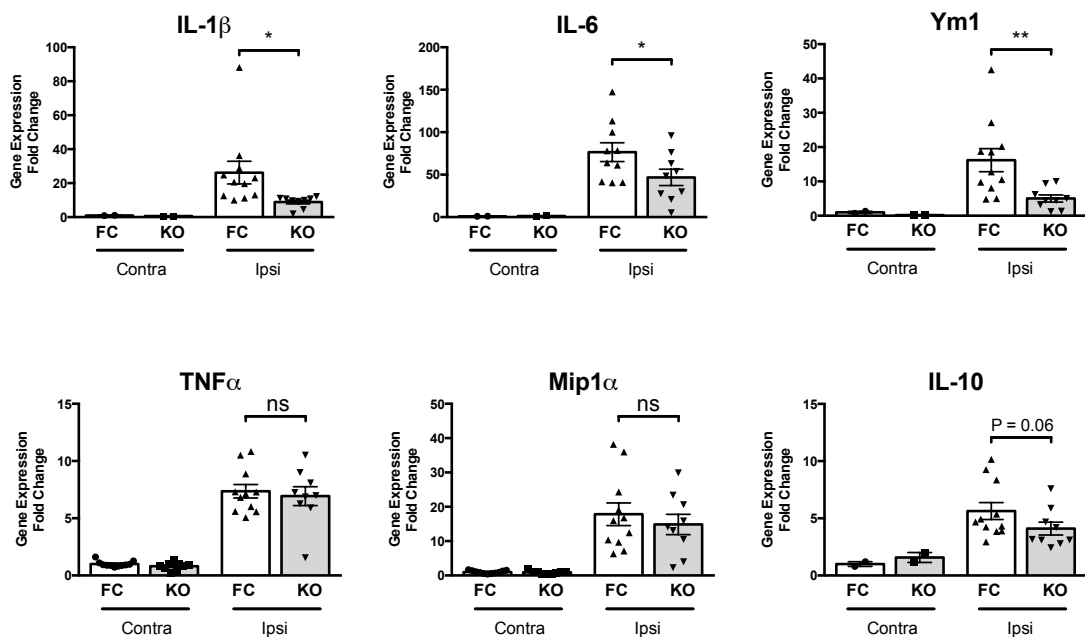 IL-1β
Gene Expression
Fold Change
100
80
60
40
20
0
*
FC KO FC KO
Contra Ipsi
IL-6
Gene Expression
Fold Change
200
150
100
50
0
*
FC KO FC KO
Contra Ipsi
Ym1
Gene Expression
Fold Change
50
40
30
20
10
0
**
FC KO FC KO
Contra Ipsi
TNFα
Gene Expression
Fold Change
15
10
5
0
ns
FC KO FC KO
Contra Ipsi
Mip1α
Gene Expression
Fold Change
50
40
30
20
10
0
ns
FC KO FC KO
Contra Ipsi
IL-10
Gene Expression
Fold Change
15
10
5
0
P = 0.06
FC KO FC KO
Contra Ipsi